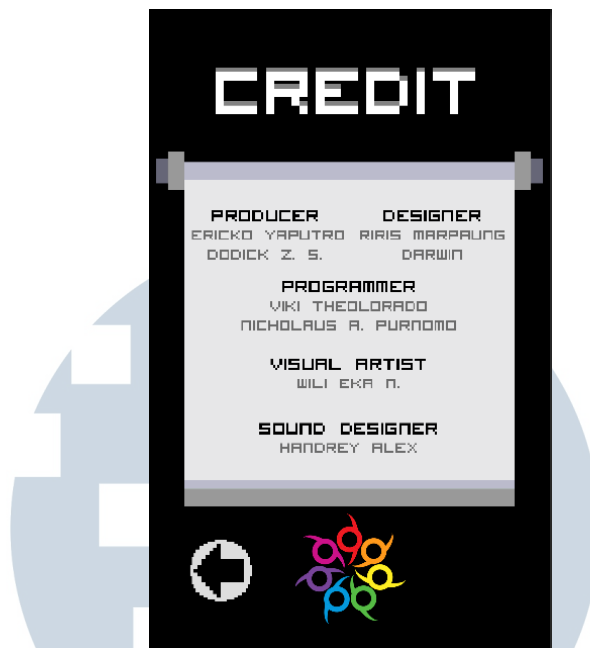 CREDIT
PRODUCER
ERICKO YAPUTRO
DODICK Z. S.
DESIGNER
RIRIS MARPAUNG
DARWIN
PROGRAMMER
VIKI THEOLORADO
NICHOLAUS A. PURNOMO
VISUAL ARTIST
WILI EKA N.
SOUND DESIGNER
HANDREY ALEX